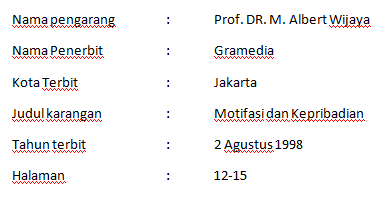 Nama pengarang : Prof. DR. M. Albert Wijaya
Nama Penerbit : Gramedia
Kota Terbit : Jakarta
Judul karangan : Motifasi dan Kepribadian
Tahun terbit : 2 Agustus 1998
Halaman : 12-15